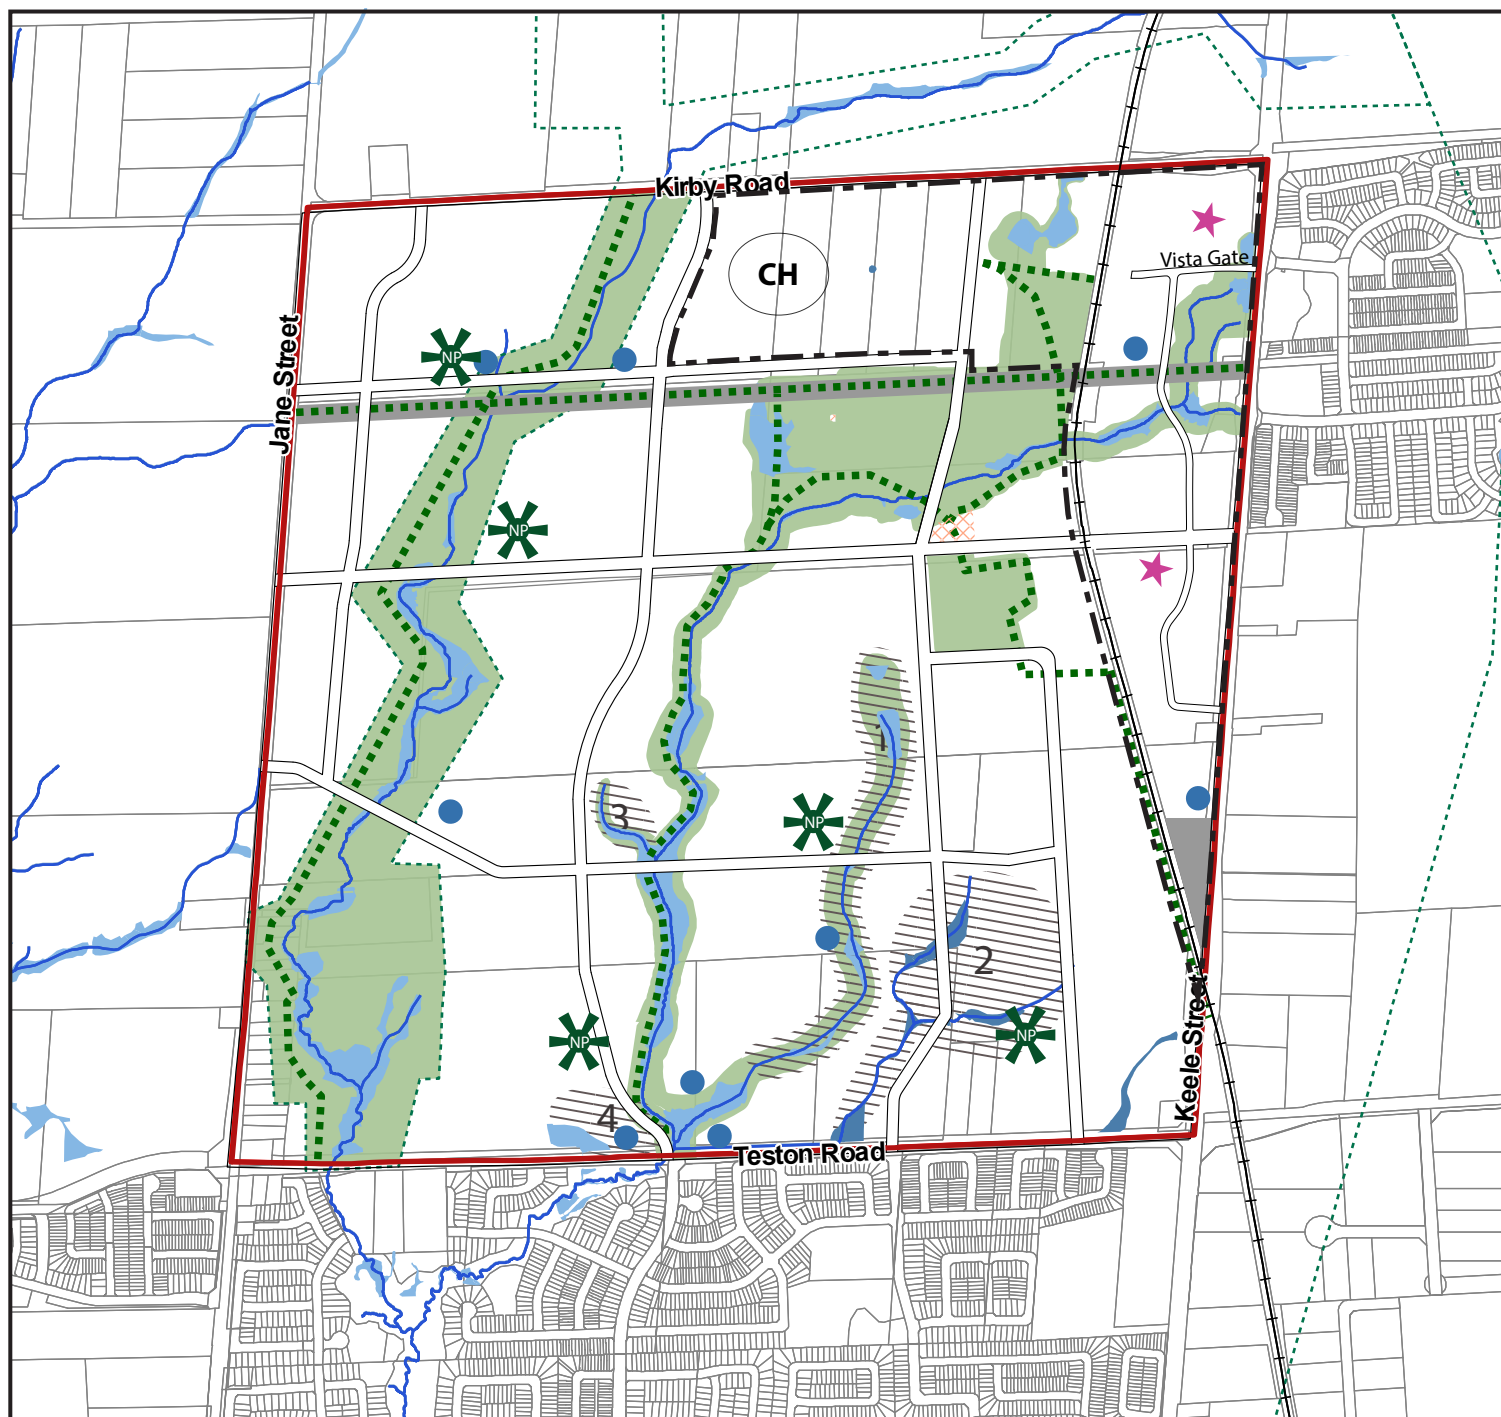 Kirby Road
CH
Vista Gate
Jane Street
NP
NP
1
3
NP
2
NP
NP
4
Keele Street
Teston Road